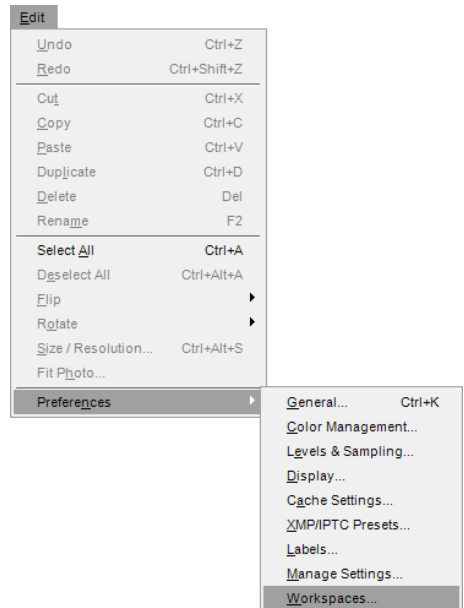 Edit
Undo Ctrl+Z
Redo Ctrl+Shift+Z
Cut Ctrl+X
Copy Ctrl+C
Paste Ctrl+V
Duplicate Ctrl+D
Delete Del
Rename F2
Select All Ctrl+A
Deselect All Ctrl+Alt+A
Flip
Rotate
Size / Resolution... Ctrl+Alt+S
Fit Photo...
Preferences
General... Ctrl+K
Color Management...
Levels & Sampling...
Display...
Cache Settings...
XMP/IPTC Presets...
Labels...
Manage Settings...
Workspaces...